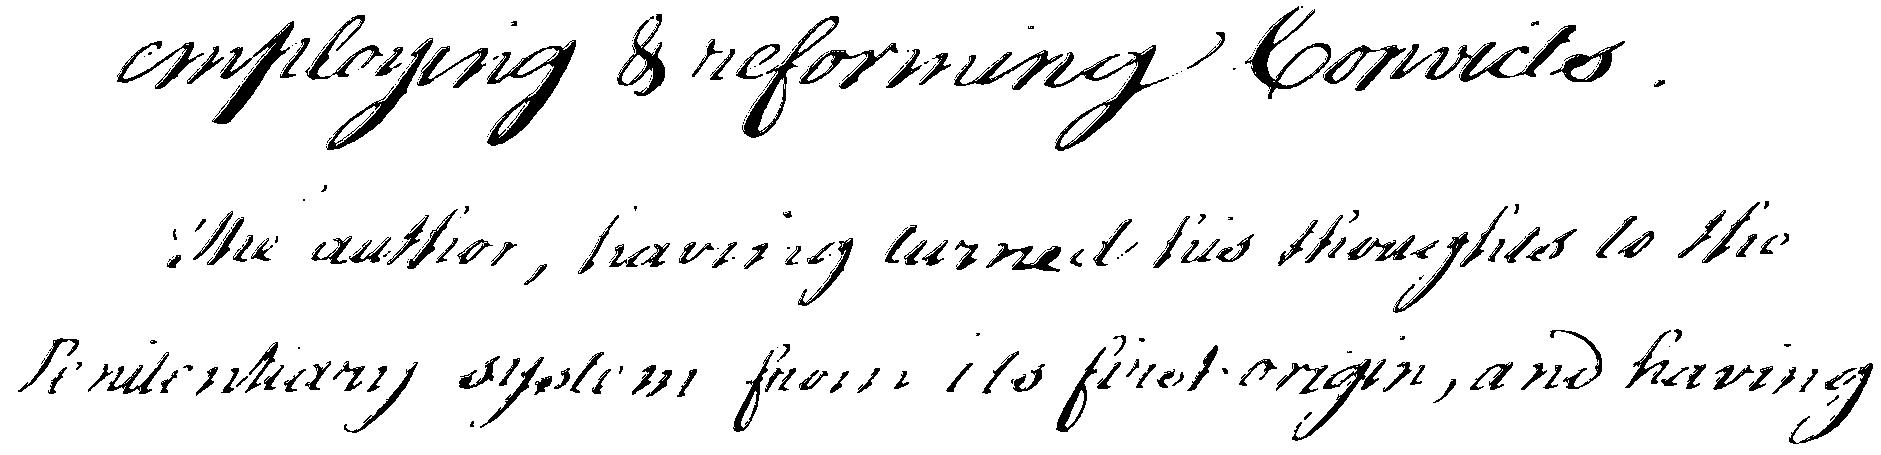 employing & reforming Convicts.
The author, having turned his thoughts to the
Penitentiary system from its first origin, and having